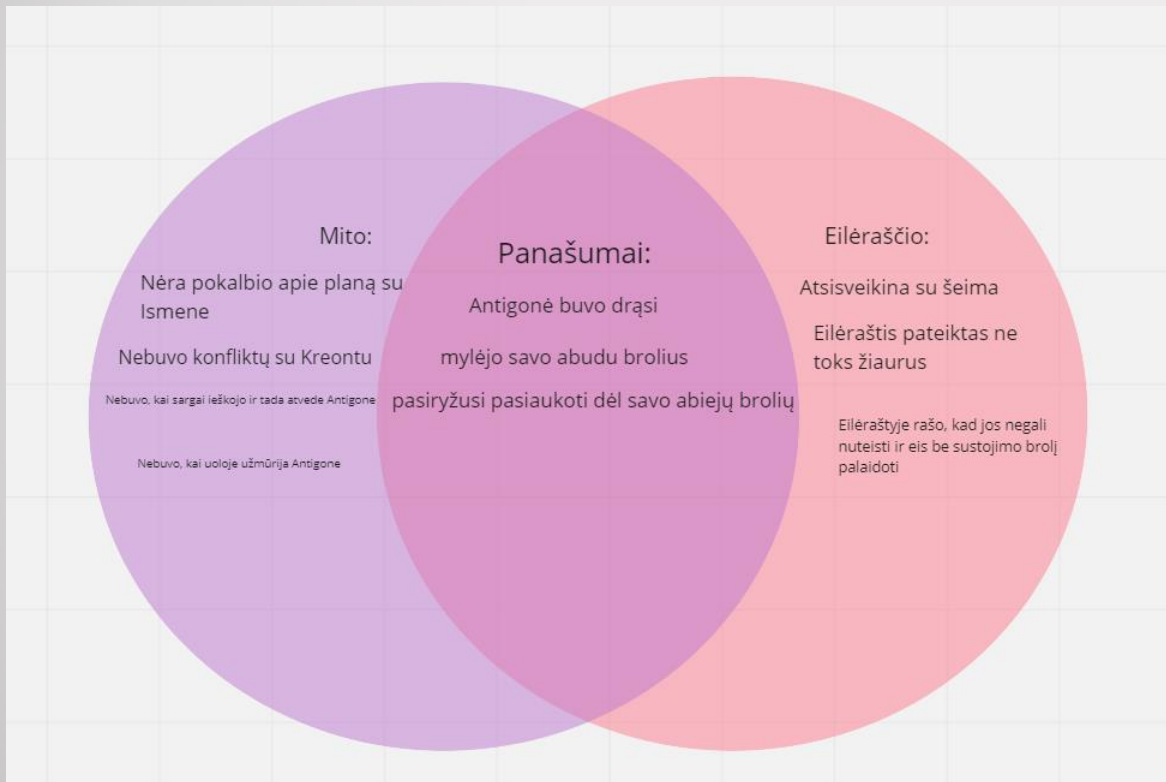 Mito:
Nėra pokalbio apie planą su
Ismene
Nebuvo konfliktų su Kreontu
Nebuvo, kai sargai ieškojo ir tada atvede Antigone
Nebuvo, kai uoloje užmūrija Antigone
Panašumai:
Antigonė buvo drąsi
mylėjo savo abudu brolius
pasiryžusi pasiaukoti dėl savo abiejų brolių
Eilėraščio:
Atsisveikina su šeima
Eilėraštis pateiktas ne
toks žiaurus
Eilėraštyje rašo, kad jos negali
nuteisti ir eis be sustojimo brolį
palaidoti